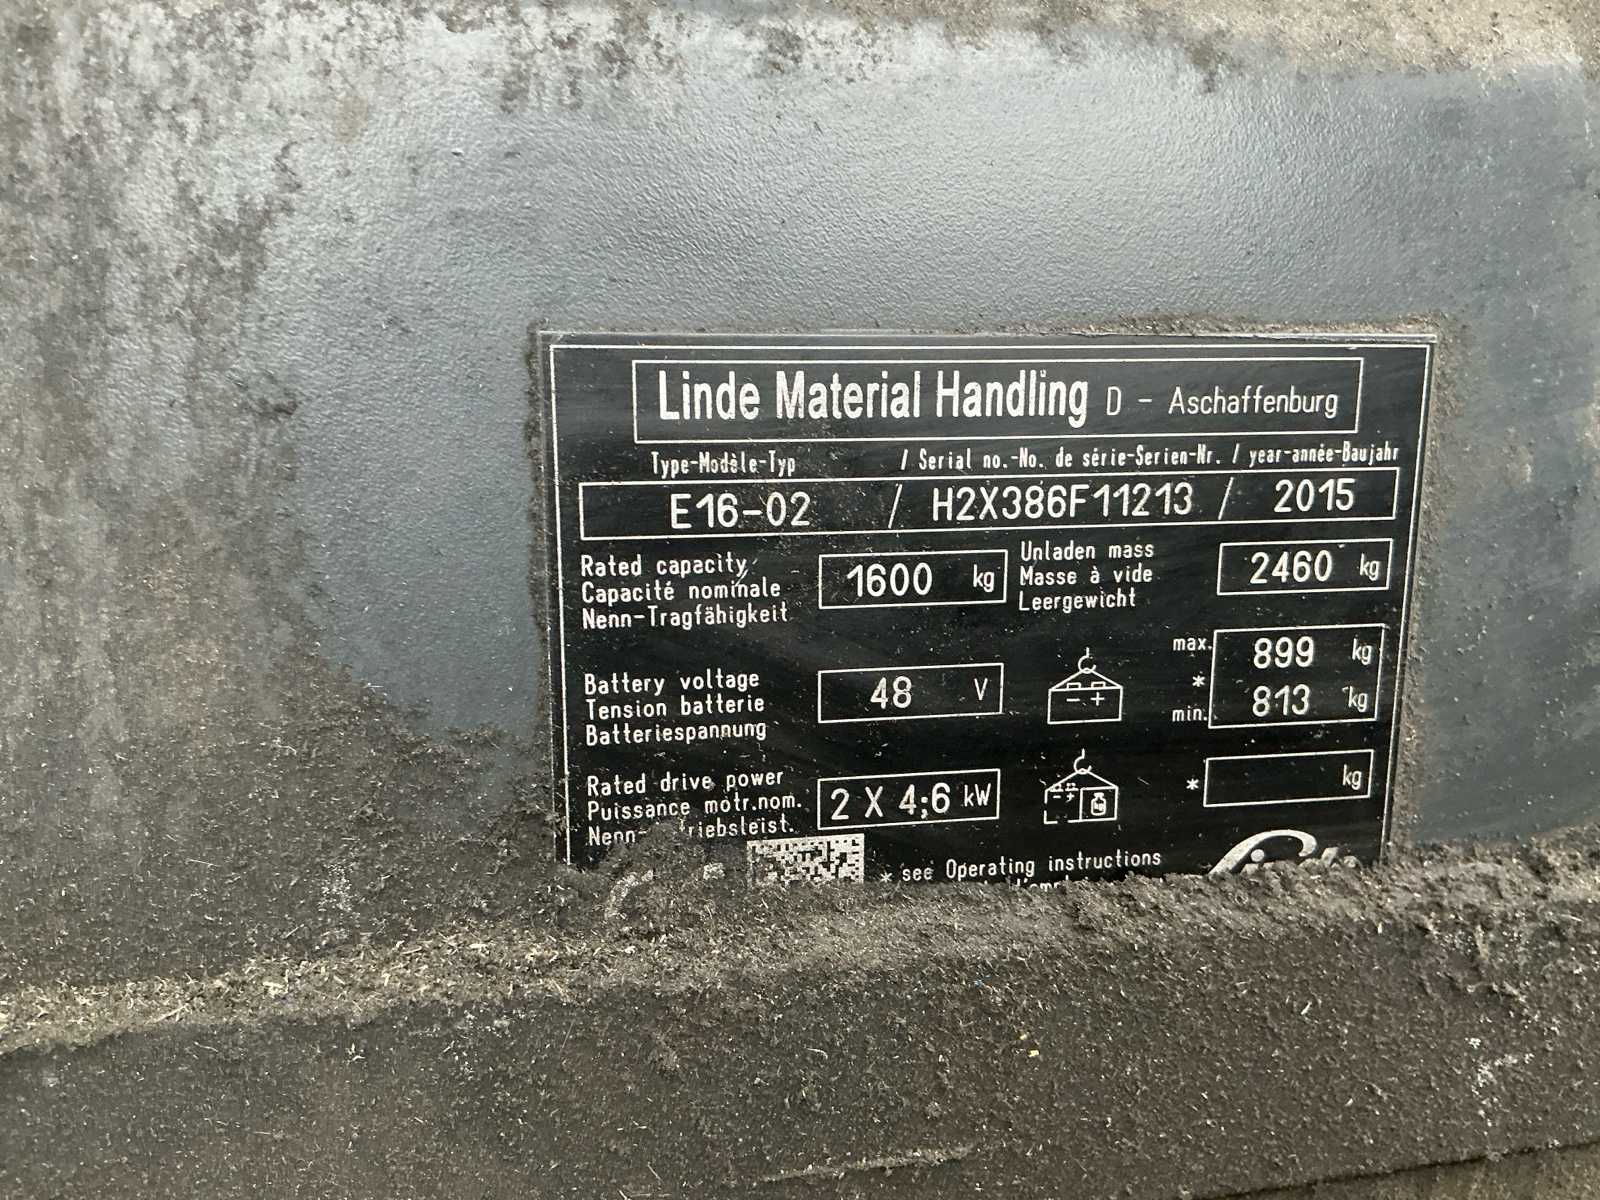 Linde Material Handling D - Aschaffenburg
Type-Modèle-Typ / Serial no.-No. de série-Serien-Nr. / year-année-Baujahr
E16-02 / H2X386F11213 / 2015
Rated capacity
Capacité nominale
Nenn-Tragfähigkeit
1600 kg
Unladen mass
Masse à vide
Leergewicht
2460 kg
Battery voltage
Tension batterie
Batteriespannung
48 V
- +
max. 899 kg
*
min. 813 kg
Rated drive power
Puissance motr.nom.
2 X 4;6 kW
- +
kg
* kg
* see Operating instructions